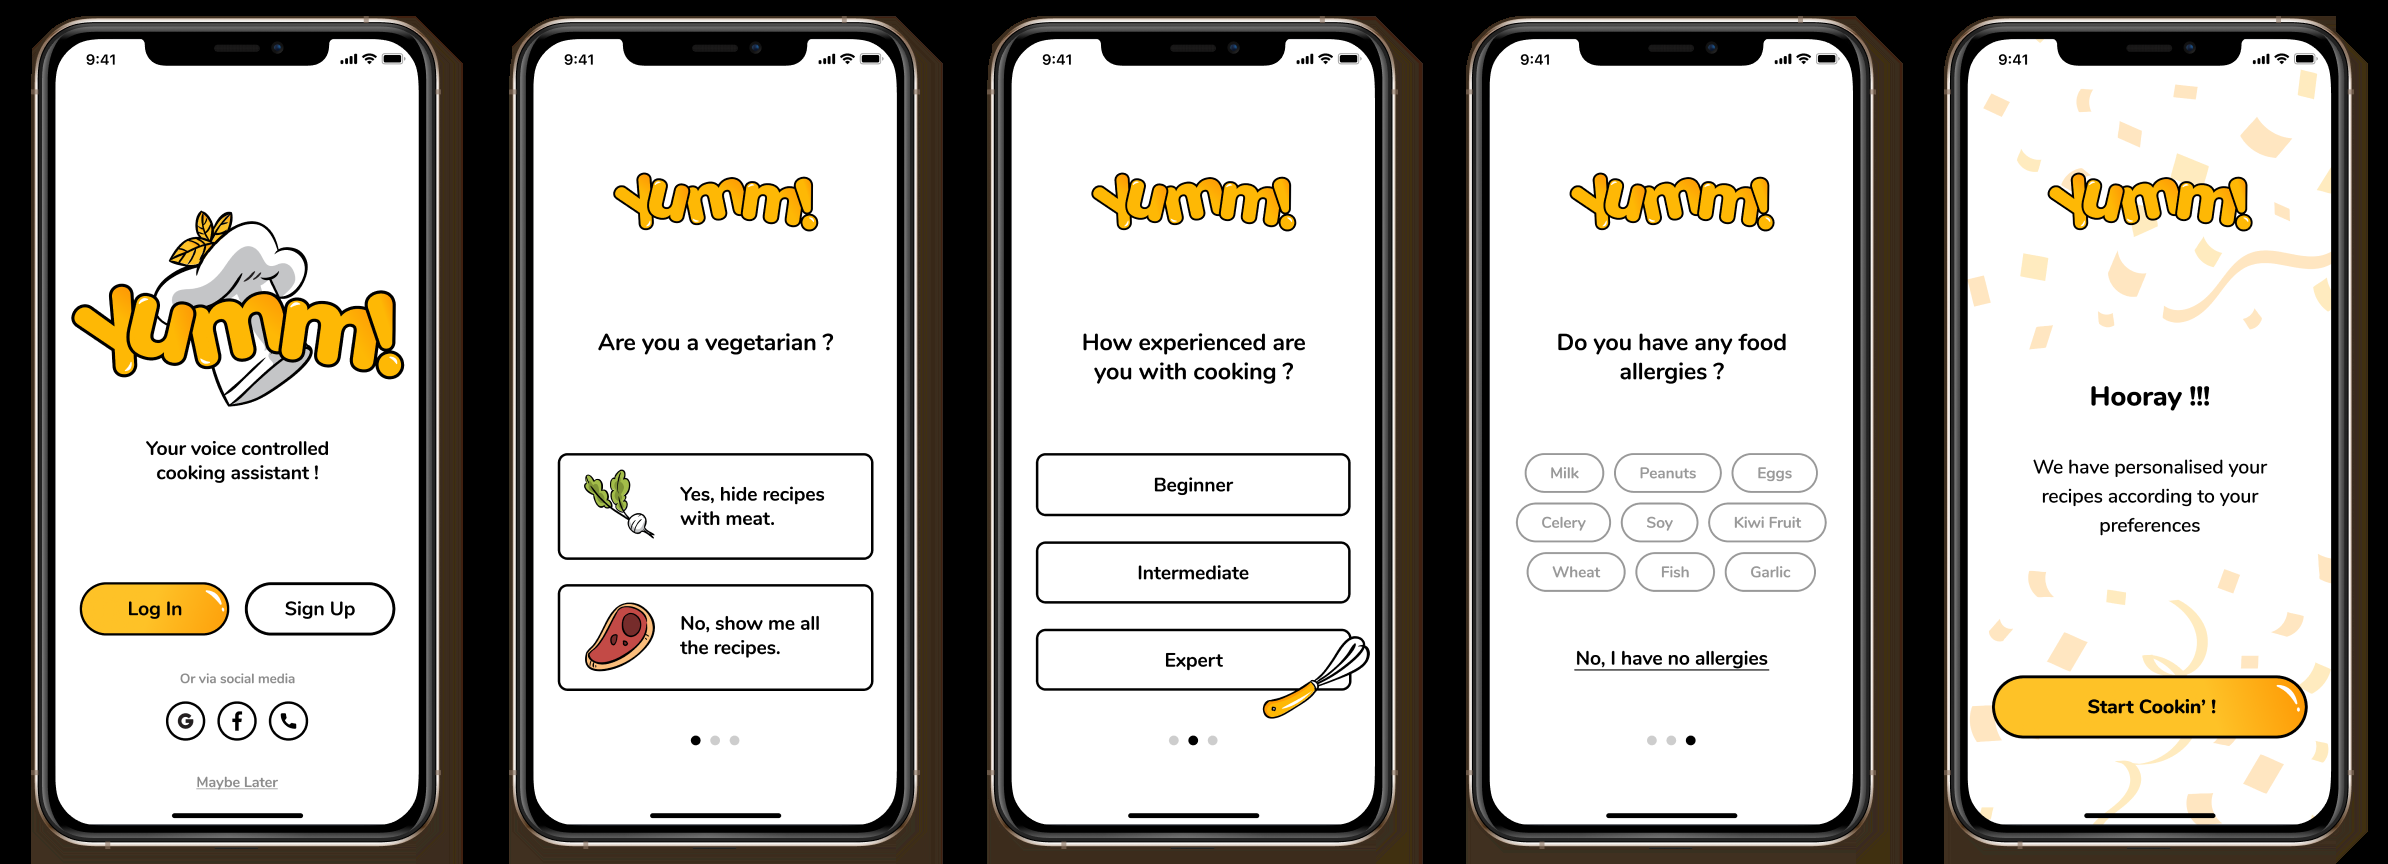 9:41
Yumm!
Your voice controlled
cooking assistant !
Log In
Sign Up
Or via social media
G
f
Maybe Later
9:41
Yumm!
Are you a vegetarian ?
Yes, hide recipes
with meat.
No, show me all
the recipes.
9:41
Yumm!
How experienced are
you with cooking ?
Beginner
Intermediate
Expert
9:41
Yumm!
Do you have any food
allergies ?
Milk
Peanuts
Eggs
Celery
Soy
Kiwi Fruit
Wheat
Fish
Garlic
No, I have no allergies
9:41
Yumm!
Hooray !!!
We have personalised your
recipes according to your
preferences
Start Cookin’ !